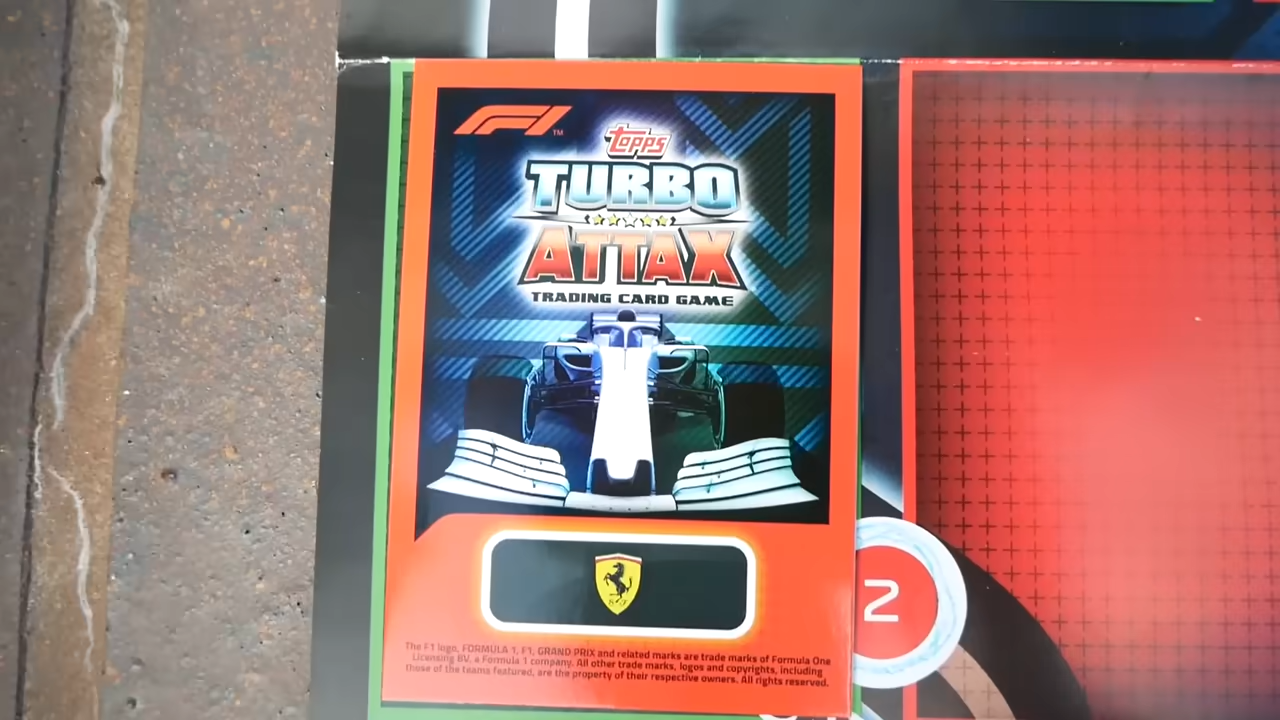 F1™
Topps
TURBO
ATTAX
TRADING CARD GAME
SF
2
The F1 logo, FORMULA 1, F1, GRAND PRIX and related marks are trade marks of Formula One
Licensing BV, a Formula 1 company. All other trade marks, logos and copyrights, including
those of the teams featured, are the property of their respective owners. All rights reserved.